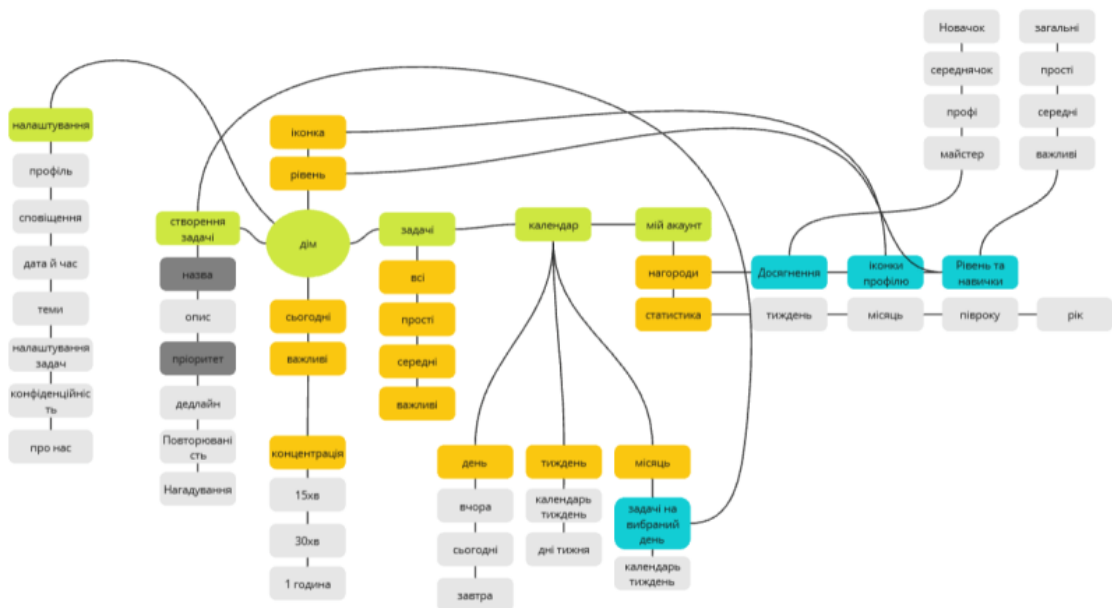 Новачок
загальні
середнячок
прості
профі
середні
майстер
важливі
налаштування
профіль
сповіщення
дата й час
теми
налаштування
задач
конфіденційніс
ть
про нас
створення
задачі
назва
опис
пріоритет
дедлайн
Повторювані
сть
Нагадування
іконка
рівень
дім
сьогодні
важливі
концентрація
15хв
30хв
1 година
задачі
всі
прості
середні
важливі
календар
день
вчора
сьогодні
завтра
тиждень
календарь
тиждень
дні тижня
місяць
задачі на
вибраний
день
календарь
тиждень
мій акаунт
нагороди
Досягнення
іконки
профілю
Рівень та
навички
статистика
тиждень
місяць
півроку
рік